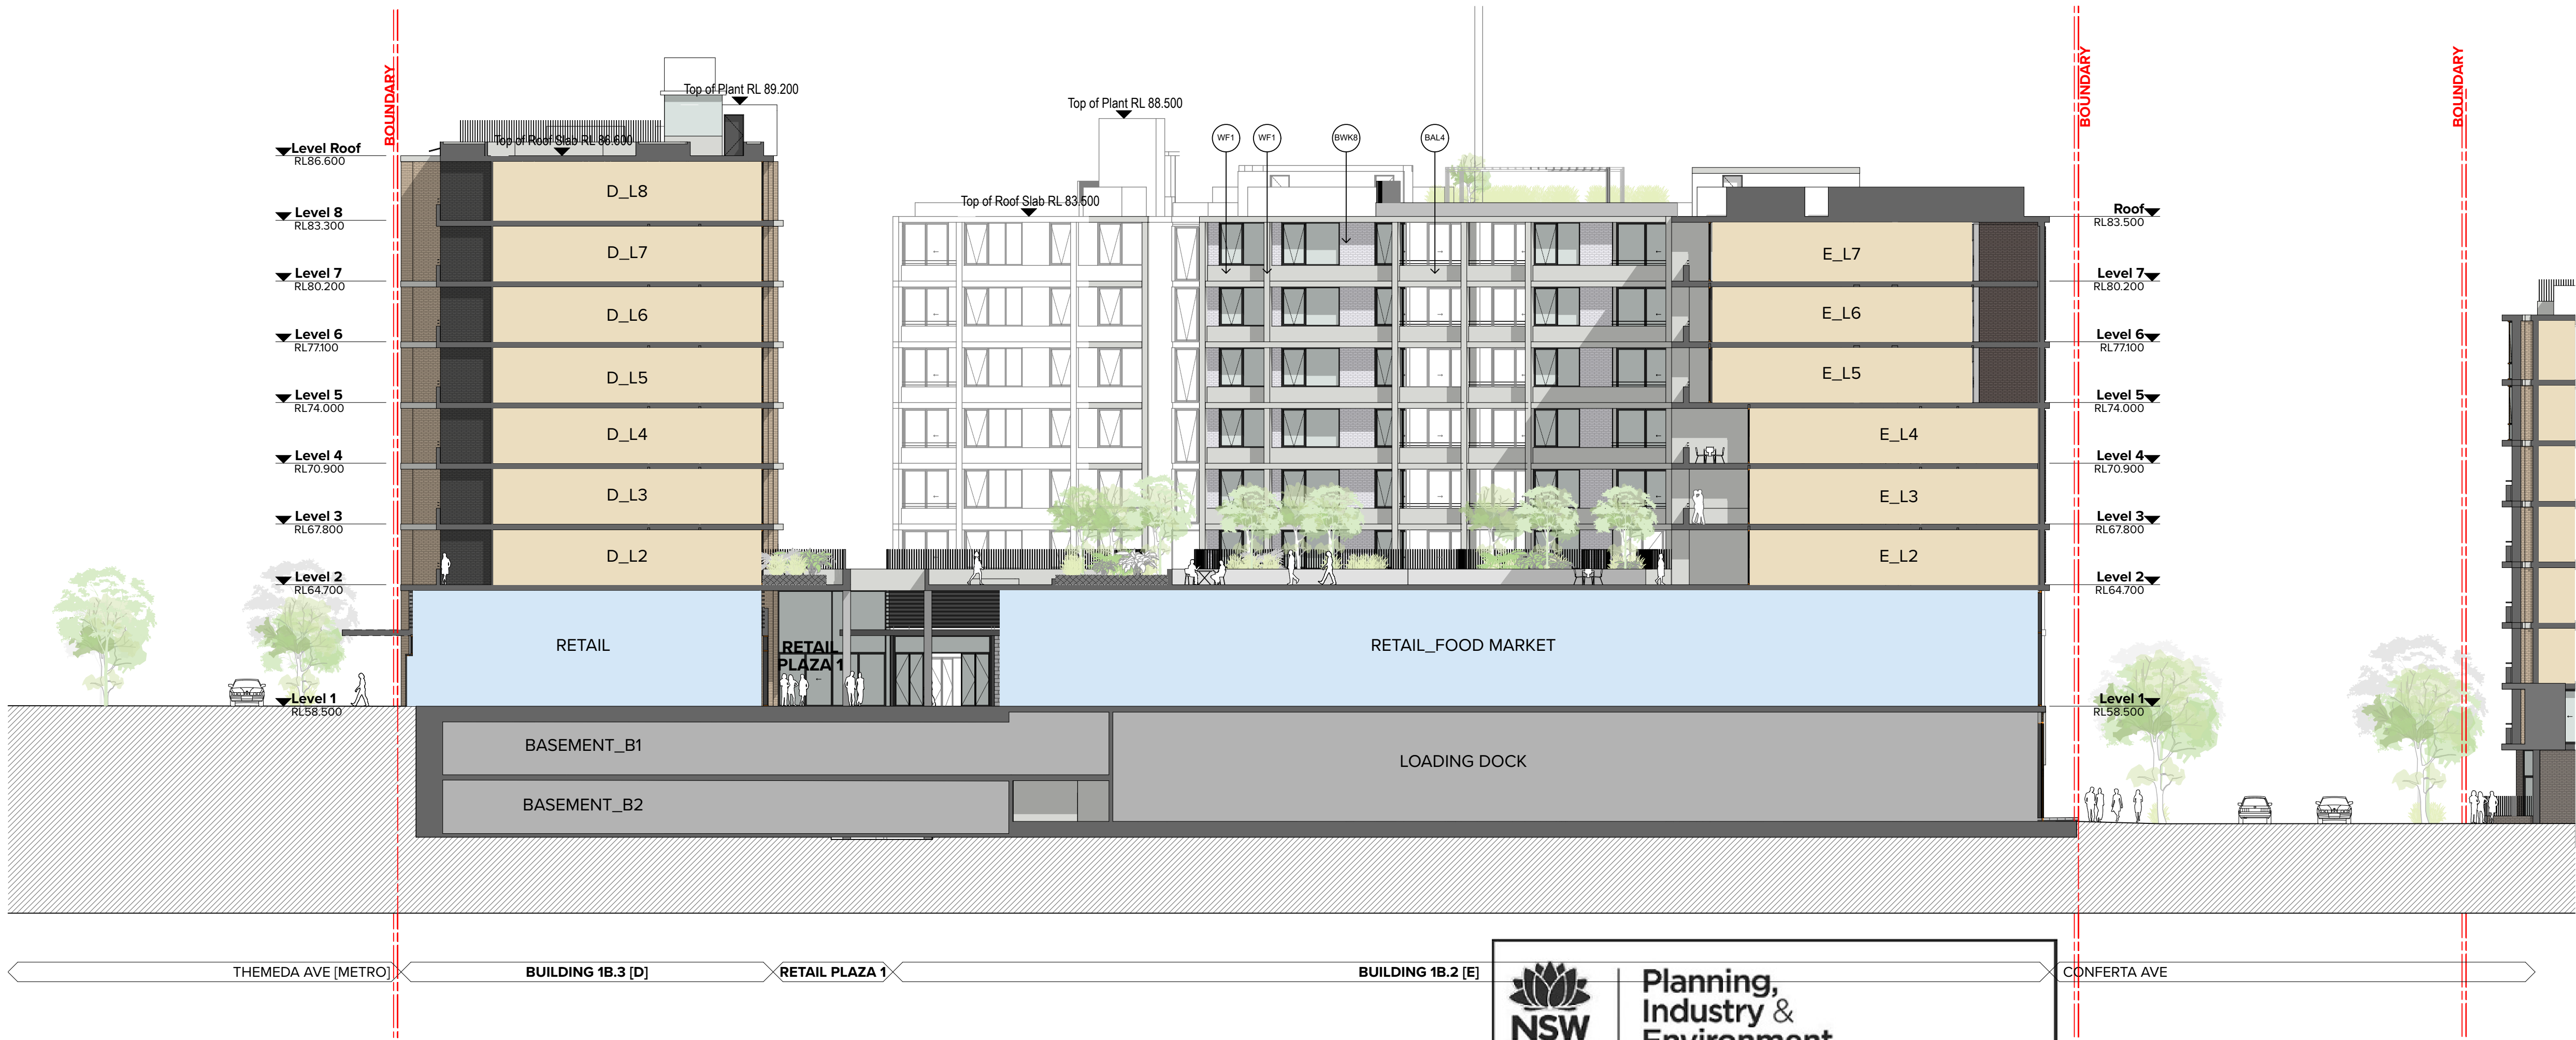 BOUNDARY
BOUNDARY
BOUNDARY
Top of Plant RL 89.200
Top of Plant RL 88.500
Top of Roof Slab RL 86.600
Top of Roof Slab RL 83.500
WF1
WF1
BWK8
BAL4
Level Roof
RL86.600
Level 8
RL83.300
Level 7
RL80.200
Level 6
RL77.100
Level 5
RL74.000
Level 4
RL70.900
Level 3
RL67.800
Level 2
RL64.700
Level 1
RL58.500
D_L8
D_L7
D_L6
D_L5
D_L4
D_L3
D_L2
RETAIL
RETAIL
PLAZA 1
RETAIL_FOOD MARKET
E_L7
E_L6
E_L5
E_L4
E_L3
E_L2
Roof
RL83.500
Level 7
RL80.200
Level 6
RL77.100
Level 5
RL74.000
Level 4
RL70.900
Level 3
RL67.800
Level 2
RL64.700
Level 1
RL58.500
BASEMENT_B1
BASEMENT_B2
LOADING DOCK
THEMEDA AVE [METRO]
BUILDING 1B.3 [D]
RETAIL PLAZA 1
BUILDING 1B.2 [E]
CONFERTA AVE
NSW
Planning,
Industry &
Environment